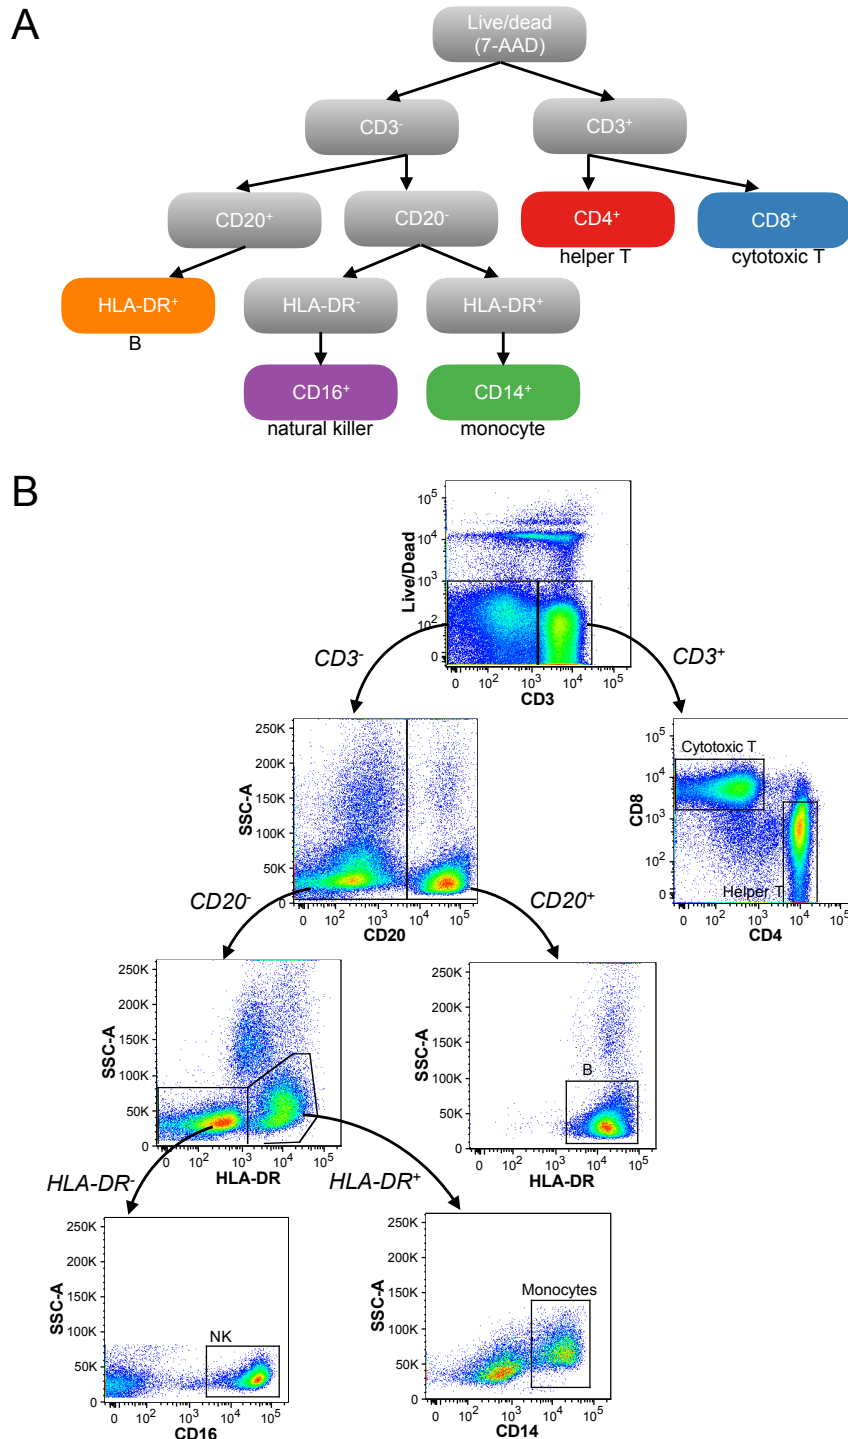 A
Live/dead
(7-AAD)
CD3-
CD3+
CD20+
CD20-
CD4+
CD8+
helper T
cytotoxic T
HLA-DR+
HLA-DR-
HLA-DR+
B
CD16+
CD14+
natural killer
monocyte
B
10^5
10^4
10^3
10^2
0
Live/Dead
0 10^2 10^3 10^4 10^5
CD3
CD3-
CD3+
250K
200K
150K
100K
50K
0
SSC-A
0 10^2 10^3 10^4 10^5
CD20
10^5
10^4
10^3
10^2
0
CD8
Cytotoxic T
Helper T
0 10^2 10^3 10^4 10^5
CD4
CD20-
CD20+
250K
200K
150K
100K
50K
0
SSC-A
0 10^2 10^3 10^4 10^5
HLA-DR
250K
200K
150K
100K
50K
0
SSC-A
B
0 10^2 10^3 10^4 10^5
HLA-DR
HLA-DR-
HLA-DR+
250K
200K
150K
100K
50K
0
SSC-A
NK
0 10^2 10^3 10^4 10^5
CD16
250K
200K
150K
100K
50K
0
SSC-A
Monocytes
0 10^2 10^3 10^4 10^5
CD14